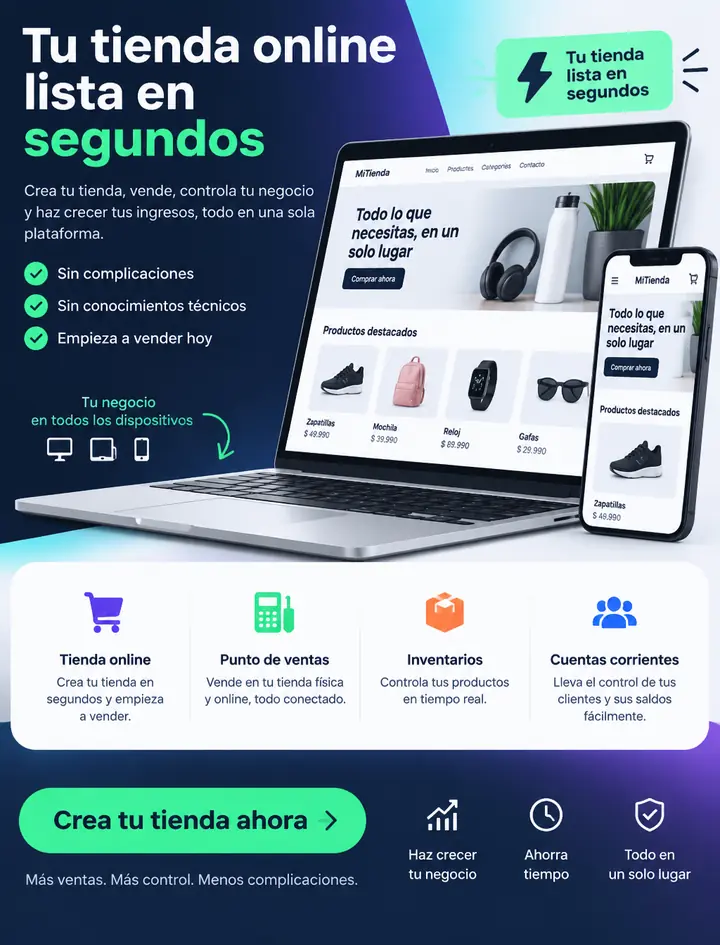 Tu tienda online
lista en
segundos
Tu tienda
lista en
segundos
Crea tu tienda, vende, controla tu negocio
y haz crecer tus ingresos, todo en una sola
plataforma.
Sin complicaciones
Sin conocimientos técnicos
Empieza a vender hoy
Tu negocio
en todos los dispositivos
MiTienda
Inicio Productos Categorías Contacto
Todo lo que
necesitas, en un
solo lugar
Comprar ahora
Productos destacados
Zapatillas
$ 49.990
Mochila
$ 39.990
Reloj
$ 89.990
Gafas
$ 29.990
MiTienda
Todo lo que
necesitas, en un
solo lugar
Comprar ahora
Productos destacados
Zapatillas
$ 49.990
Tienda online
Crea tu tienda en
segundos y empieza
a vender.
Punto de ventas
Vende en tu tienda física
y online, todo conectado.
Inventarios
Controla tus productos
en tiempo real.
Cuentas corrientes
Lleva el control de tus
clientes y sus saldos
fácilmente.
Crea tu tienda ahora
Más ventas. Más control. Menos complicaciones.
Haz crecer
tu negocio
Ahorra
tiempo
Todo en
un solo lugar